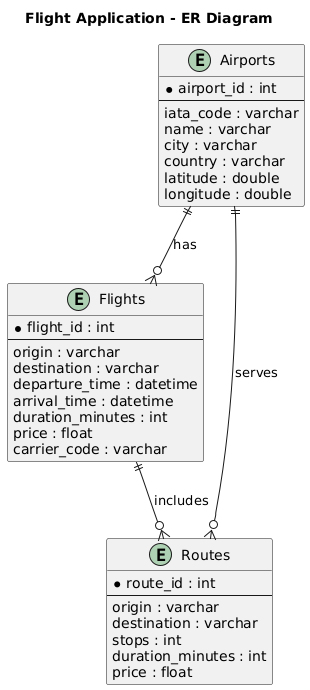 Flight Application - ER Diagram
E Airports
* airport_id : int
iata_code : varchar
name : varchar
city : varchar
country : varchar
latitude : double
longitude : double
has
E Flights
* flight_id : int
origin : varchar
destination : varchar
departure_time : datetime
arrival_time : datetime
duration_minutes : int
price : float
carrier_code : varchar
serves
includes
E Routes
* route_id : int
origin : varchar
destination : varchar
stops : int
duration_minutes : int
price : float